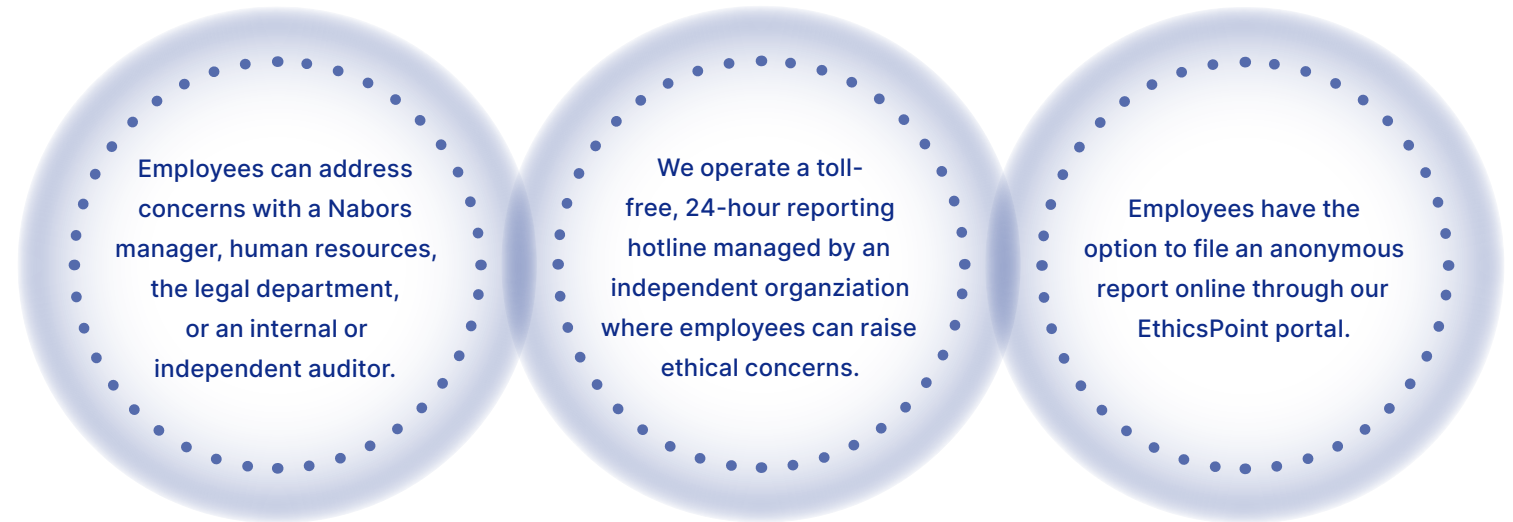 Employees can address
concerns with a Nabors
manager, human resources,
the legal department,
or an internal or
independent auditor.
We operate a toll-
free, 24-hour reporting
hotline managed by an
independent organziation
where employees can raise
ethical concerns.
Employees have the
option to file an anonymous
report online through our
EthicsPoint portal.